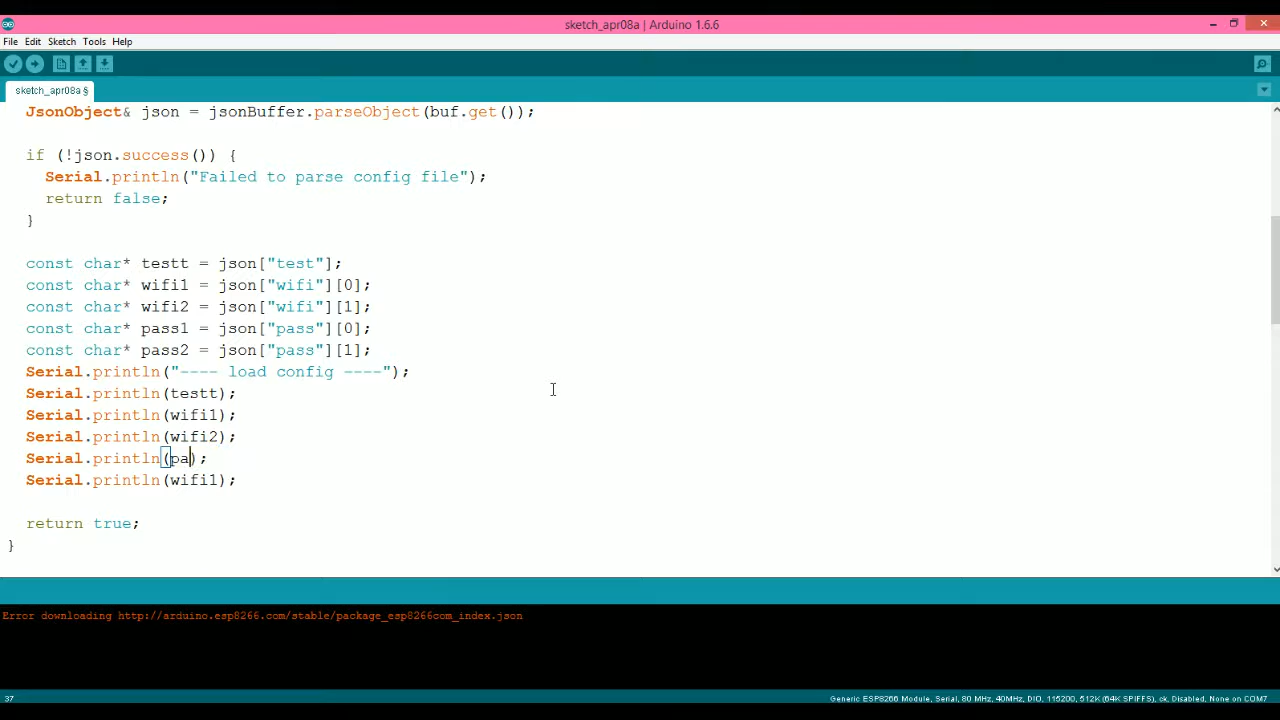 sketch_apr08a | Arduino 1.6.6
File Edit Sketch Tools Help
sketch_apr08a §
JsonObject& json = jsonBuffer.parseObject(buf.get());
if (!json.success()) {
Serial.println("Failed to parse config file");
return false;
}
const char* testt = json["test"];
const char* wifi1 = json["wifi"][0];
const char* wifi2 = json["wifi"][1];
const char* pass1 = json["pass"][0];
const char* pass2 = json["pass"][1];
Serial.println("---- load config ----");
Serial.println(testt);
Serial.println(wifi1);
Serial.println(wifi2);
Serial.println(pa);
Serial.println(wifi1);
return true;
}
Error downloading http://arduino.esp8266.com/stable/package_esp8266com_index.json
37 Generic ESP8266 Module, Serial, 80 MHz, 40MHz, DIO, 115200, 512K (64K SPIFFS), ck, Disabled, None on COM7